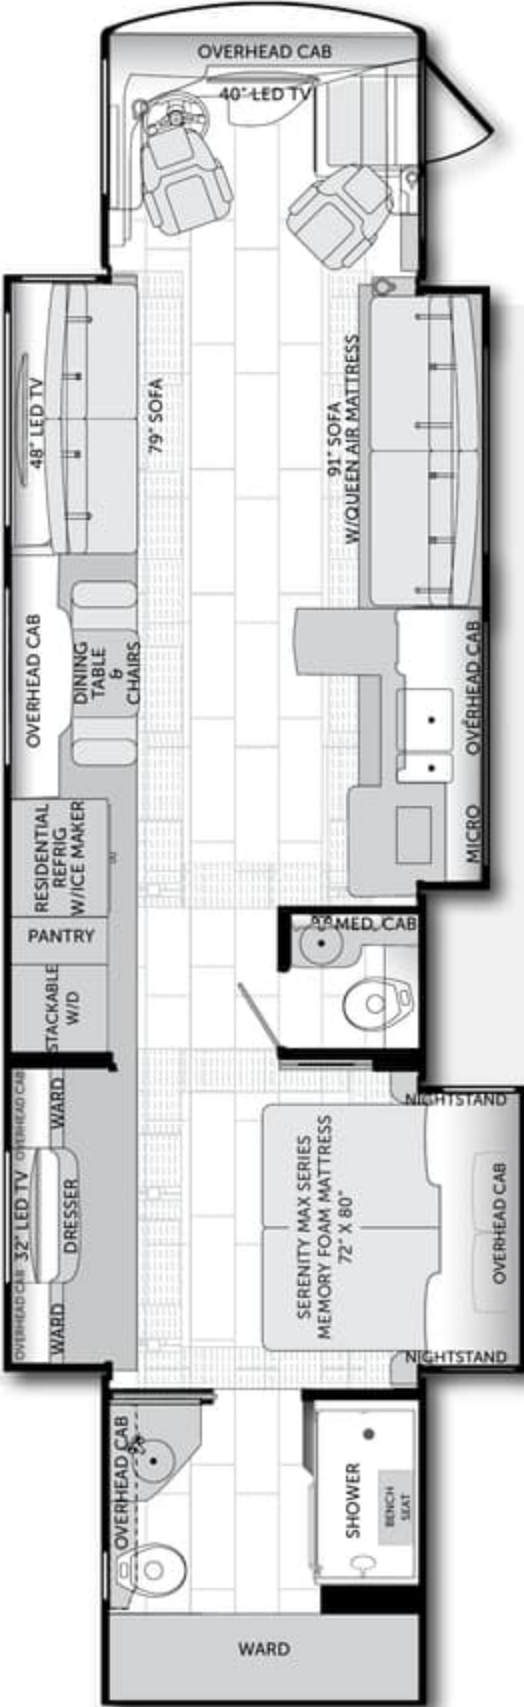 OVERHEAD CAB
40" LED TV
48" LED TV
79" SOFA
91" SOFA
W/QUEEN AIR MATTRESS
OVERHEAD CAB
DINING
TABLE
&
CHAIRS
OVERHEAD CAB
MICRO
RESIDENTIAL
REFRIG
W/ICE MAKER
PANTRY
MED. CAB
STACKABLE
W/D
OVERHEAD CAB
WARD
NIGHTSTAND
32" LED TV
DRESSER
SERENITY MAX SERIES
MEMORY FOAM MATTRESS
72" X 80"
OVERHEAD CAB
OVERHEAD CAB
WARD
NIGHTSTAND
OVERHEAD CAB
SHOWER
BENCH
SEAT
WARD